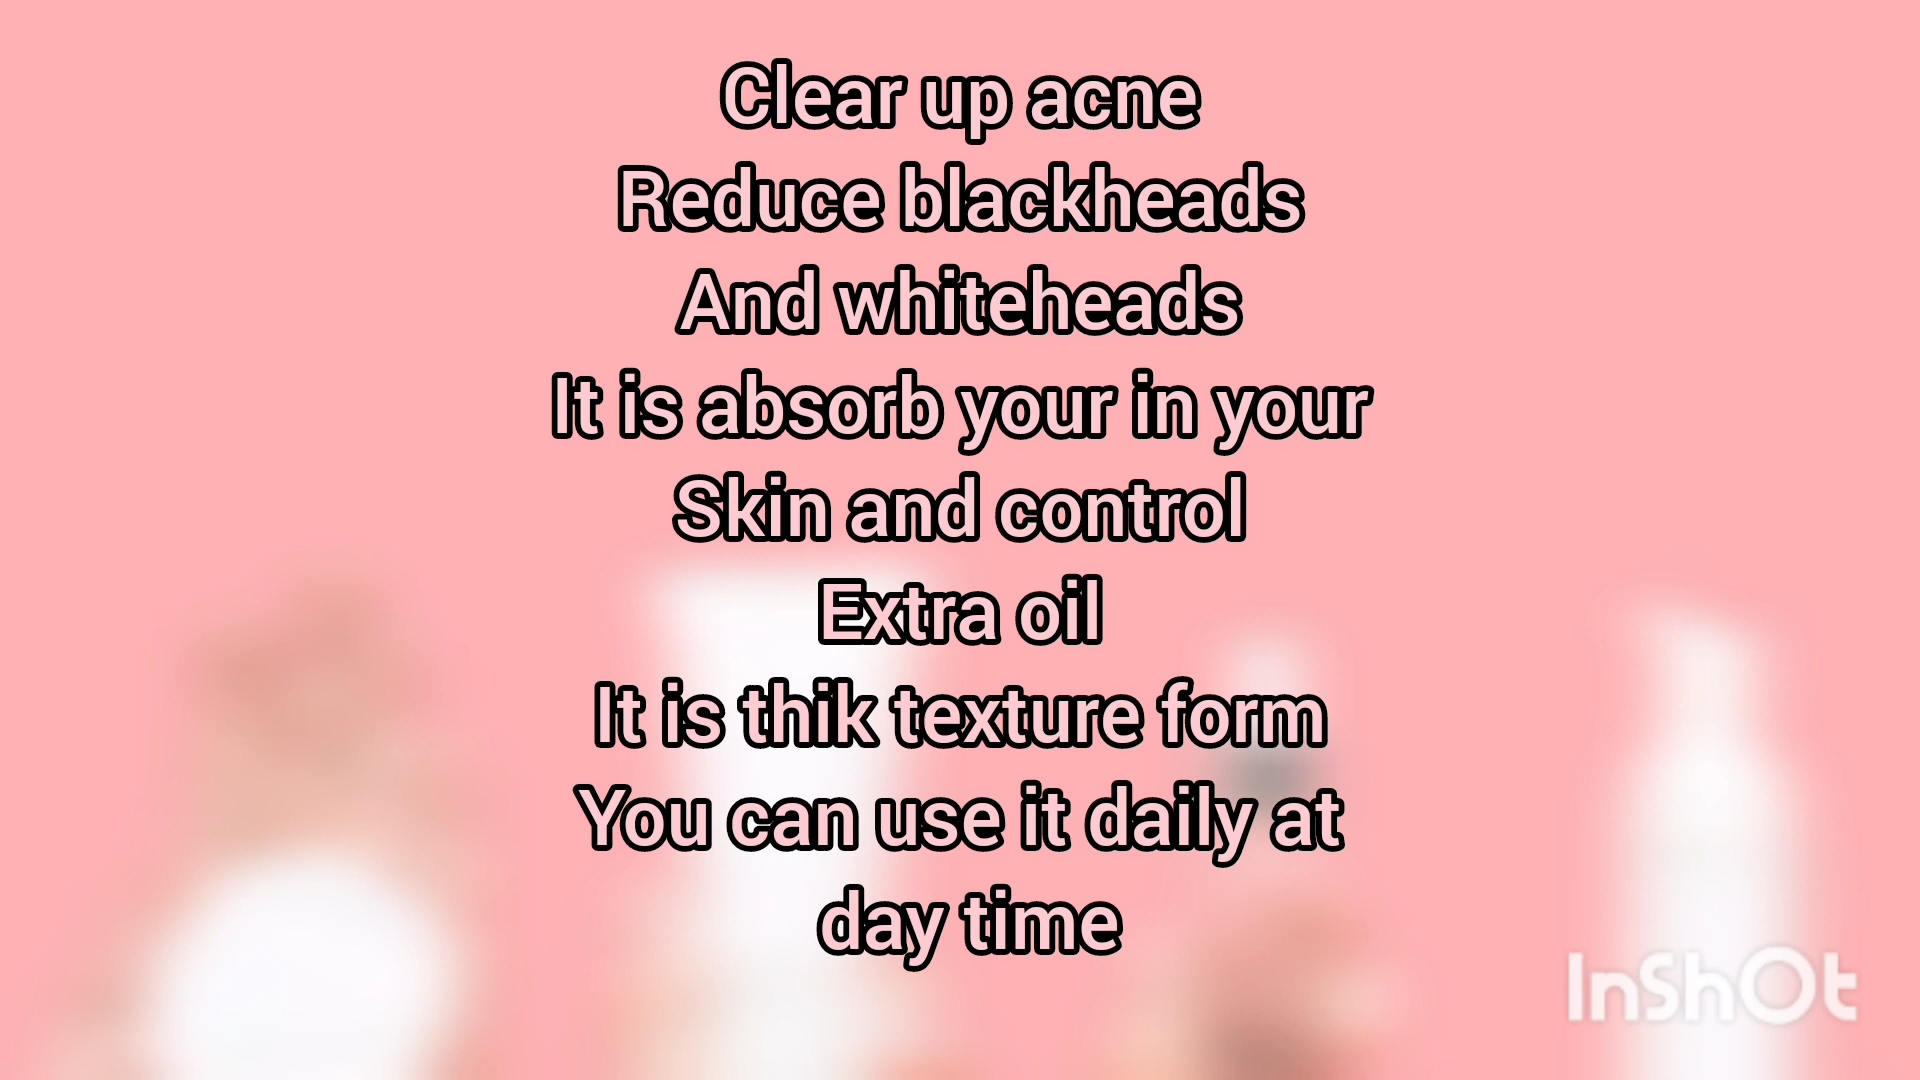 Clear up acne
Reduce blackheads
And whiteheads
It is absorb your in your
Skin and control
Extra oil
It is thik texture form
You can use it daily at
day time
InShOt